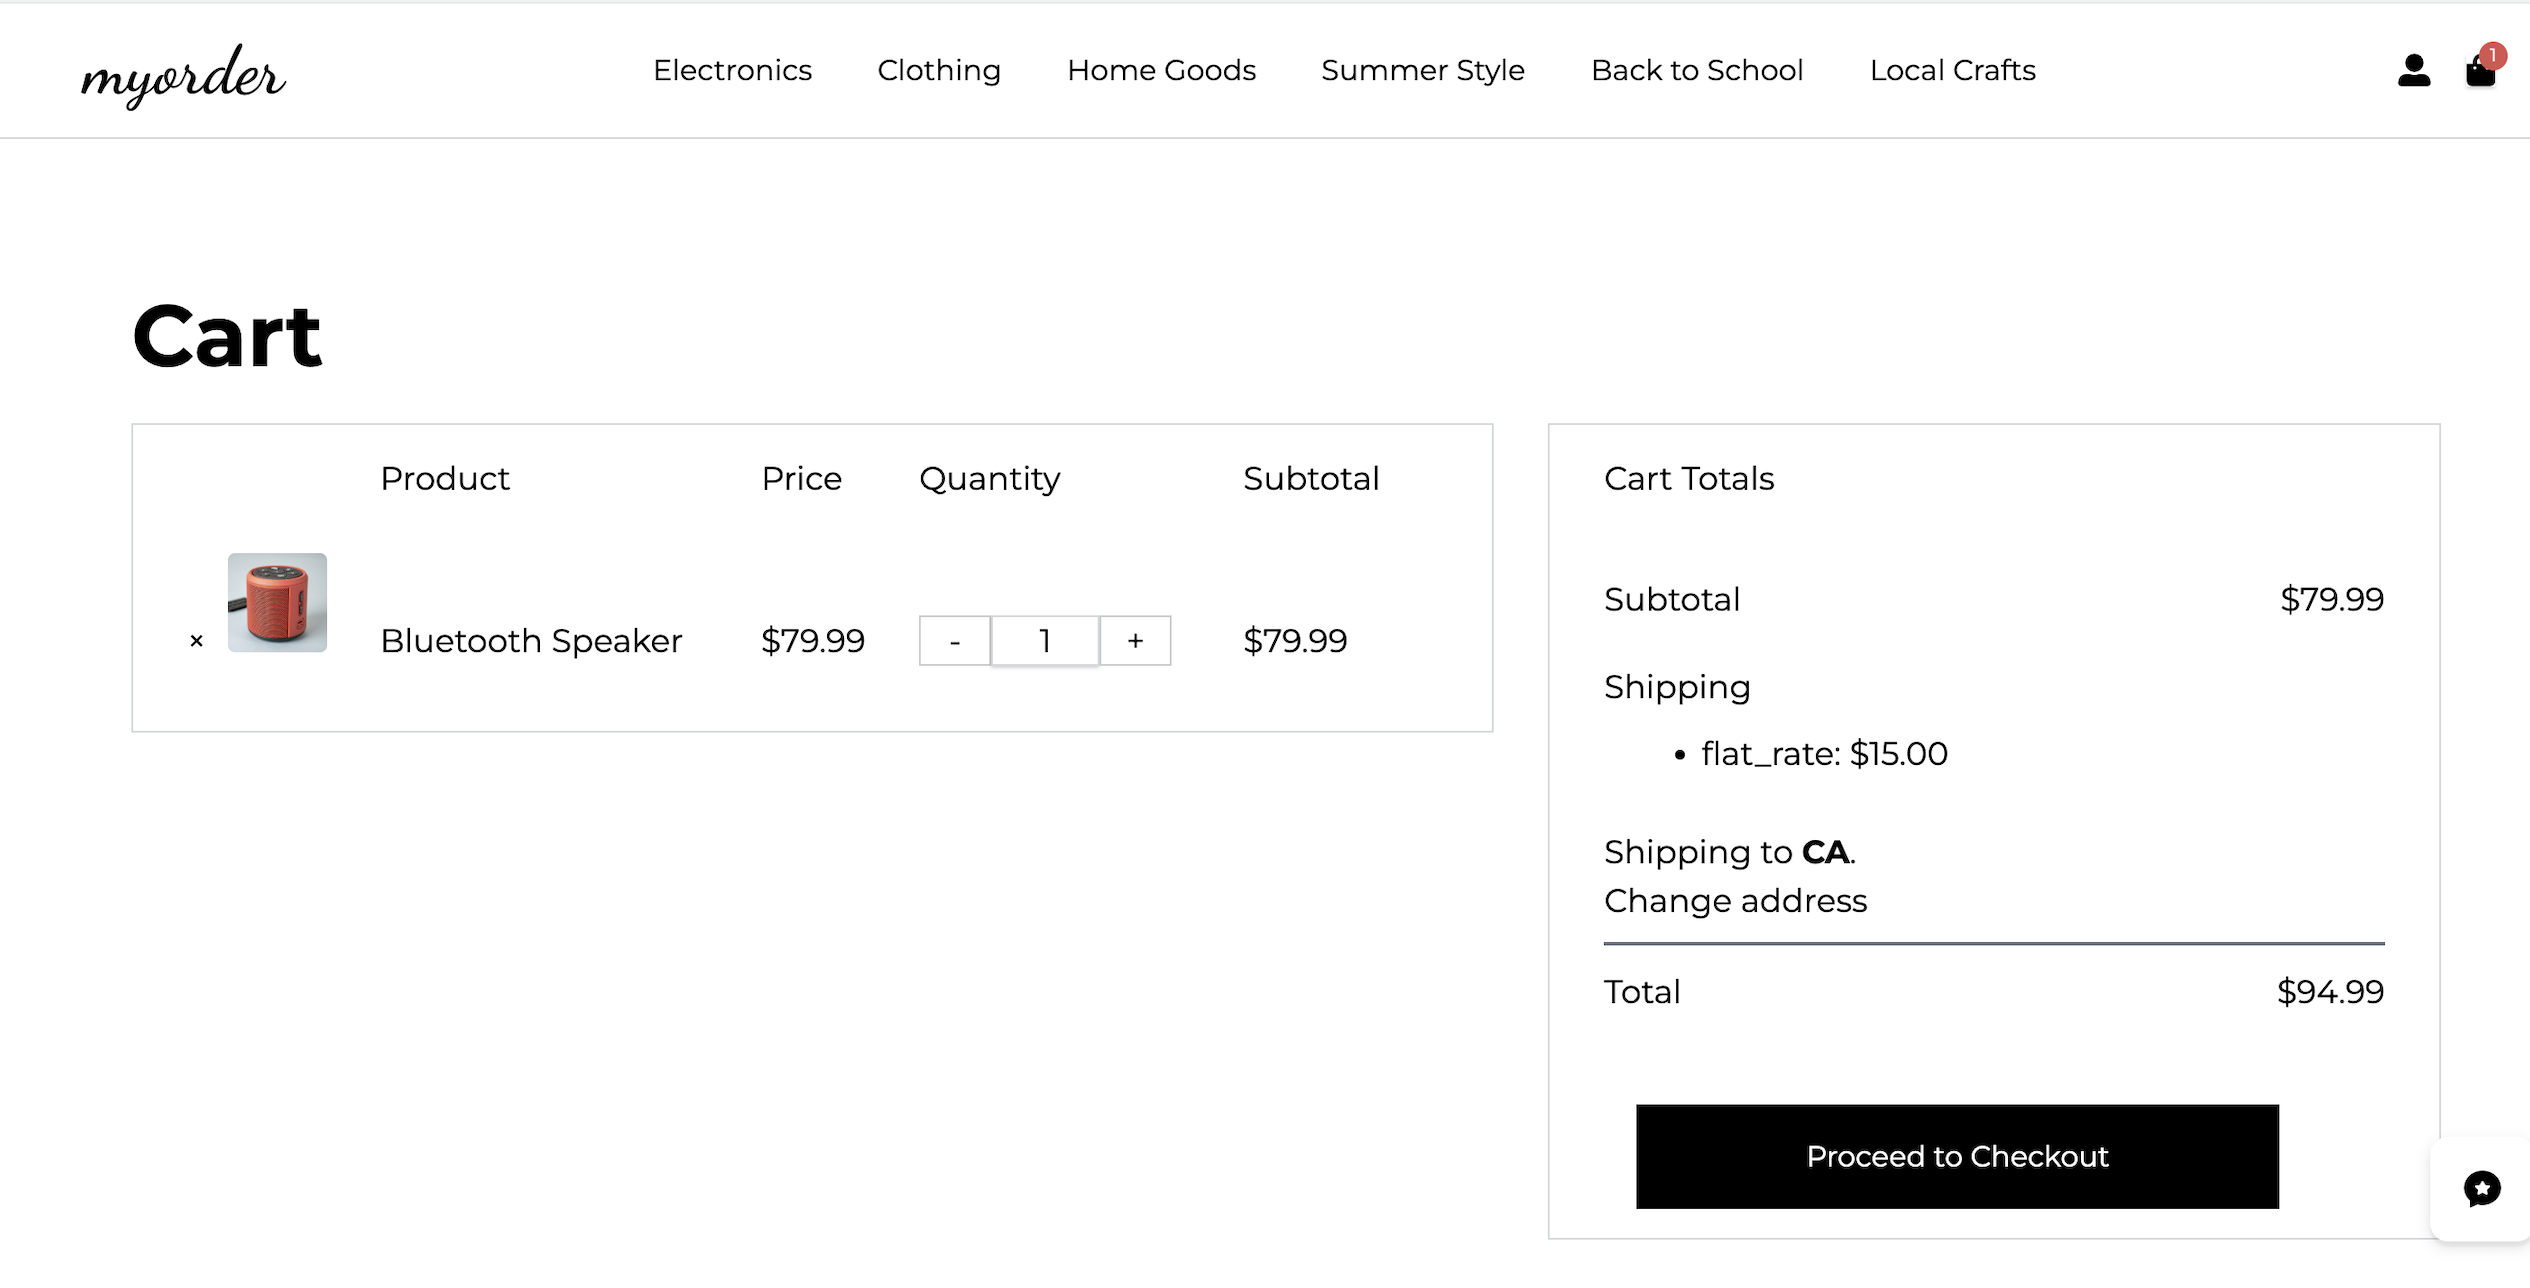 myorder
Electronics Clothing Home Goods Summer Style Back to School Local Crafts
1
Cart
Product Price Quantity Subtotal
× Bluetooth Speaker $79.99 - 1 + $79.99
Cart Totals
Subtotal $79.99
Shipping
• flat_rate: $15.00
Shipping to CA.
Change address
Total $94.99
Proceed to Checkout